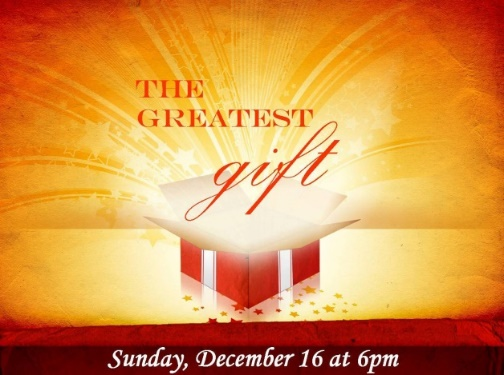 THE
GREATEST
gift
Sunday, December 16 at 6pm